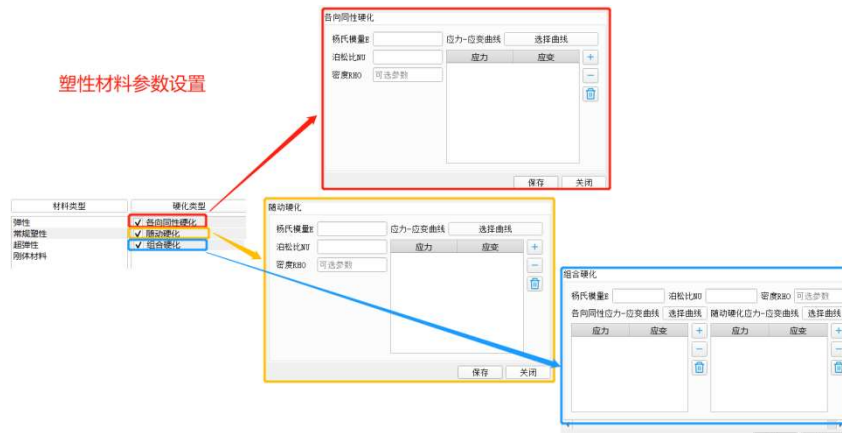 各向同性硬化
杨氏模量E 应力-应变曲线 选择曲线
泊松比NU 应力 应变 +
密度RHO 可选参数 −
保存 关闭
塑性材料参数设置
材料类型 硬化类型
弹性 ✓ 各向同性硬化
常规塑性 ✓ 随动硬化
超弹性 ✓ 组合硬化
刚体材料
随动硬化
杨氏模量E 应力-应变曲线 选择曲线
泊松比NU 应力 应变 +
密度RHO 可选参数 −
保存 关闭
组合硬化
杨氏模量E 泊松比NU 密度RHO 可选参数
各向同性应力-应变曲线 选择曲线 随动硬化应力-应变曲线 选择曲线
应力 应变 + 应力 应变 +
− −